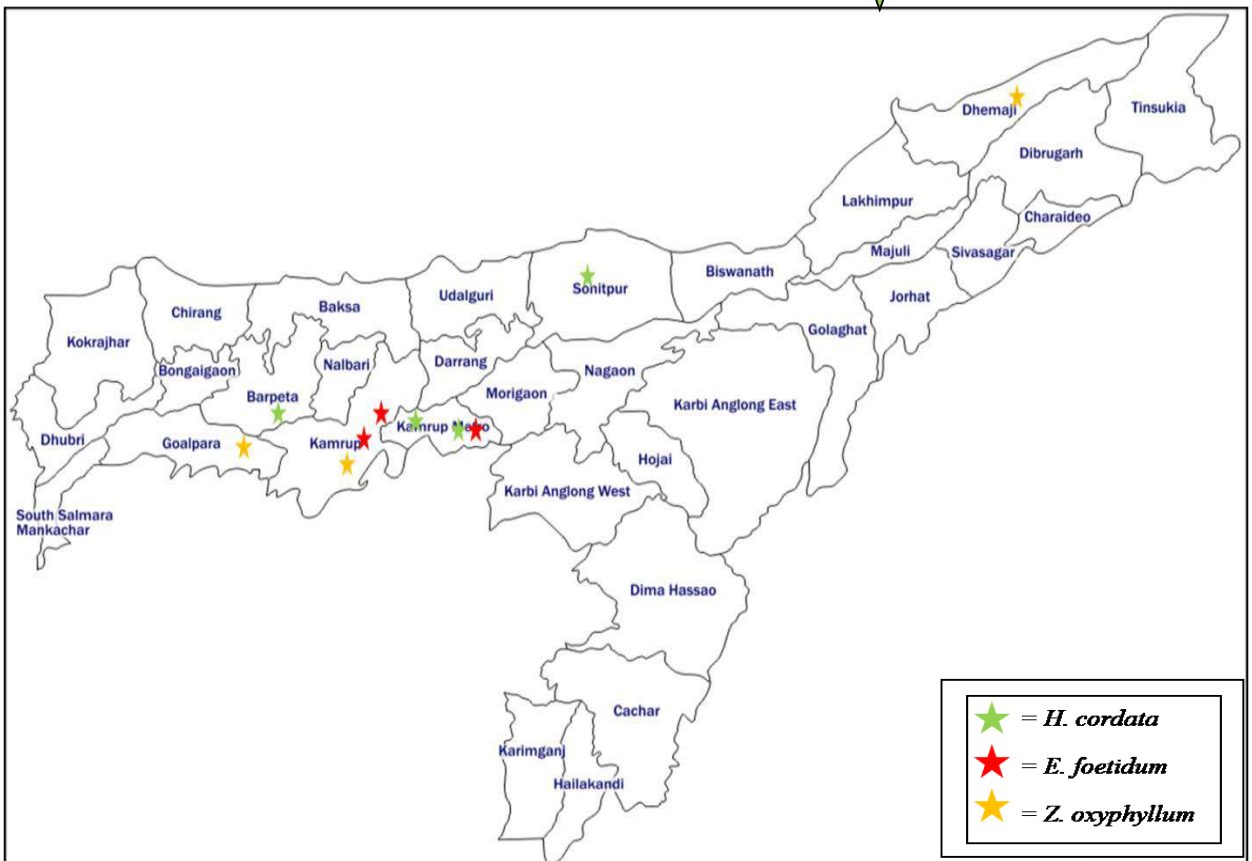 Dhemaji
Tinsukia
Dibrugarh
Lakhimpur
Charaideo
Majuli
Sivasagar
Biswanath
Sonitpur
Udalguri
Jorhat
Baksa
Chirang
Golaghat
Kokrajhar
Nalbari
Darrang
Bongaigaon
Nagaon
Morigaon
Barpeta
Karbi Anglong East
Kamrup Metro
Dhubri
Goalpara
Kamrup
Hojai
Karbi Anglong West
South Salmara
Mankachar
Dima Hassao
Cachar
Karimganj
Hailakandi
= H. cordata
= E. foetidum
= Z. oxyphyllum